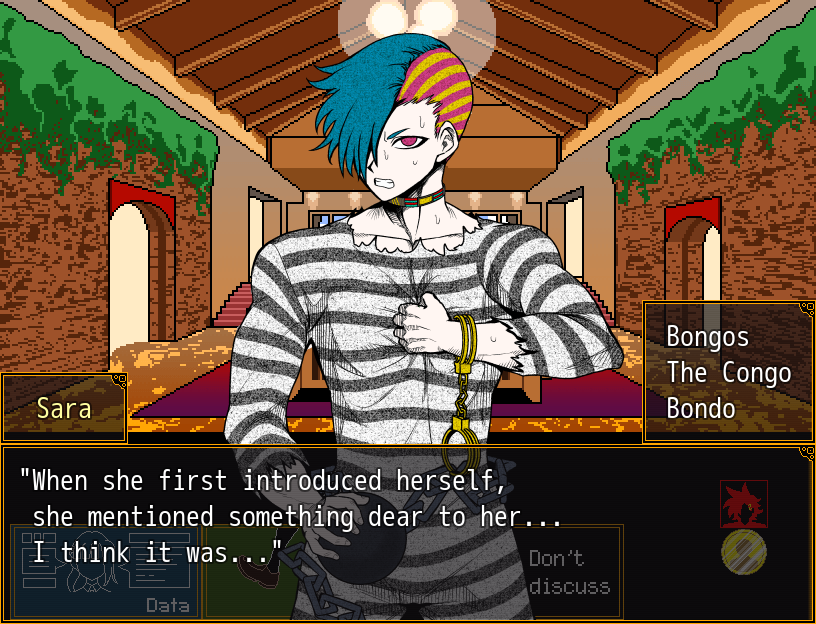 Bongos
The Congo
Bondo
Sara
"When she first introduced herself,
she mentioned something dear to her...
I think it was..."
Data
Don't
discuss